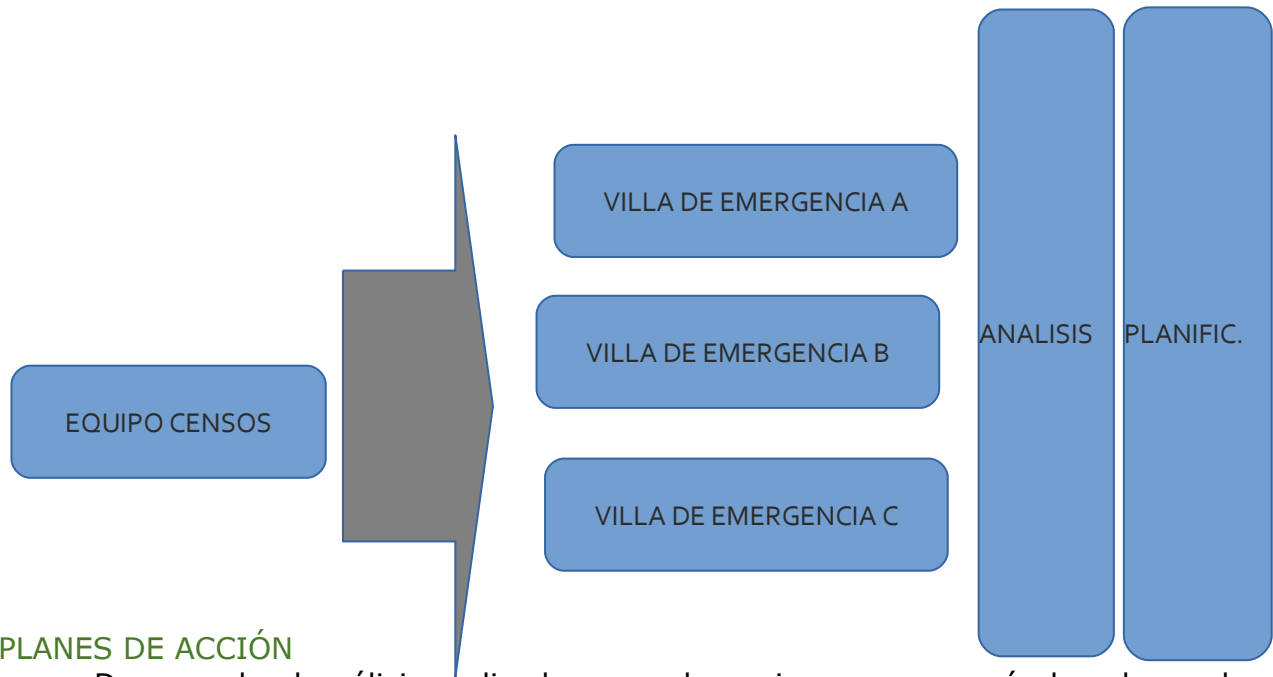 EQUIPO CENSOS
VILLA DE EMERGENCIA A
VILLA DE EMERGENCIA B
VILLA DE EMERGENCIA C
ANALISIS
PLANIFIC.
PLANES DE ACCIÓN